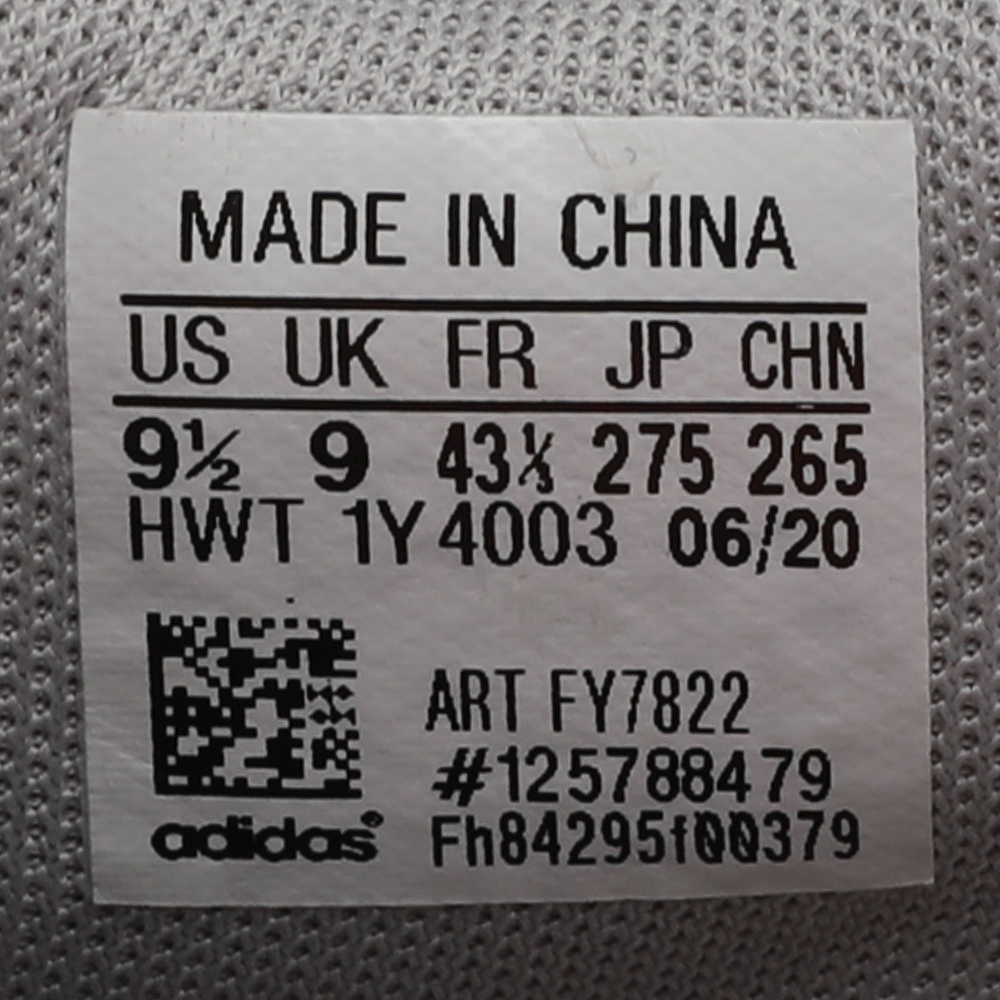 MADE IN CHINA
US UK FR JP CHN
9½ 9 43⅓ 275 265
HWT 1Y4003 06/20
ART FY7822
#125788479
adidas®
Fh84295f00379